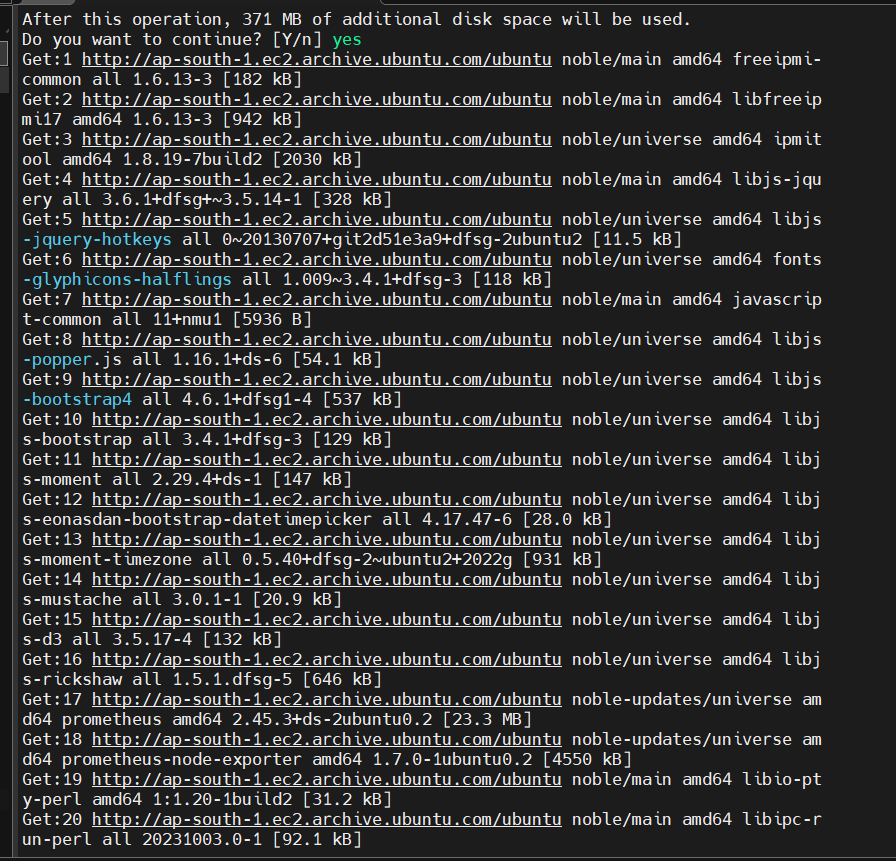 After this operation, 371 MB of additional disk space will be used.
Do you want to continue? [Y/n] yes
Get:1 http://ap-south-1.ec2.archive.ubuntu.com/ubuntu noble/main amd64 freeipmi-
common all 1.6.13-3 [182 kB]
Get:2 http://ap-south-1.ec2.archive.ubuntu.com/ubuntu noble/main amd64 libfreeip
mi17 amd64 1.6.13-3 [942 kB]
Get:3 http://ap-south-1.ec2.archive.ubuntu.com/ubuntu noble/universe amd64 ipmit
ool amd64 1.8.19-7build2 [2030 kB]
Get:4 http://ap-south-1.ec2.archive.ubuntu.com/ubuntu noble/main amd64 libjs-jqu
ery all 3.6.1+dfsg+~3.5.14-1 [328 kB]
Get:5 http://ap-south-1.ec2.archive.ubuntu.com/ubuntu noble/universe amd64 libjs
-jquery-hotkeys all 0~20130707+git2d51e3a9+dfsg-2ubuntu2 [11.5 kB]
Get:6 http://ap-south-1.ec2.archive.ubuntu.com/ubuntu noble/universe amd64 fonts
-glyphicons-halflings all 1.009~3.4.1+dfsg-3 [118 kB]
Get:7 http://ap-south-1.ec2.archive.ubuntu.com/ubuntu noble/main amd64 javascrip
t-common all 11+nmu1 [5936 B]
Get:8 http://ap-south-1.ec2.archive.ubuntu.com/ubuntu noble/universe amd64 libjs
-popper.js all 1.16.1+ds-6 [54.1 kB]
Get:9 http://ap-south-1.ec2.archive.ubuntu.com/ubuntu noble/universe amd64 libjs
-bootstrap4 all 4.6.1+dfsg1-4 [537 kB]
Get:10 http://ap-south-1.ec2.archive.ubuntu.com/ubuntu noble/universe amd64 libj
s-bootstrap all 3.4.1+dfsg-3 [129 kB]
Get:11 http://ap-south-1.ec2.archive.ubuntu.com/ubuntu noble/universe amd64 libj
s-moment all 2.29.4+ds-1 [147 kB]
Get:12 http://ap-south-1.ec2.archive.ubuntu.com/ubuntu noble/universe amd64 libj
s-eonasdan-bootstrap-datetimepicker all 4.17.47-6 [28.0 kB]
Get:13 http://ap-south-1.ec2.archive.ubuntu.com/ubuntu noble/universe amd64 libj
s-moment-timezone all 0.5.40+dfsg-2~ubuntu2+2022g [931 kB]
Get:14 http://ap-south-1.ec2.archive.ubuntu.com/ubuntu noble/universe amd64 libj
s-mustache all 3.0.1-1 [20.9 kB]
Get:15 http://ap-south-1.ec2.archive.ubuntu.com/ubuntu noble/universe amd64 libj
s-d3 all 3.5.17-4 [132 kB]
Get:16 http://ap-south-1.ec2.archive.ubuntu.com/ubuntu noble/universe amd64 libj
s-rickshaw all 1.5.1.dfsg-5 [646 kB]
Get:17 http://ap-south-1.ec2.archive.ubuntu.com/ubuntu noble-updates/universe am
d64 prometheus amd64 2.45.3+ds-2ubuntu0.2 [23.3 MB]
Get:18 http://ap-south-1.ec2.archive.ubuntu.com/ubuntu noble-updates/universe am
d64 prometheus-node-exporter amd64 1.7.0-1ubuntu0.2 [4550 kB]
Get:19 http://ap-south-1.ec2.archive.ubuntu.com/ubuntu noble/main amd64 libio-pt
y-perl amd64 1:1.20-1build2 [31.2 kB]
Get:20 http://ap-south-1.ec2.archive.ubuntu.com/ubuntu noble/main amd64 libipc-r
un-perl all 20231003.0-1 [92.1 kB]